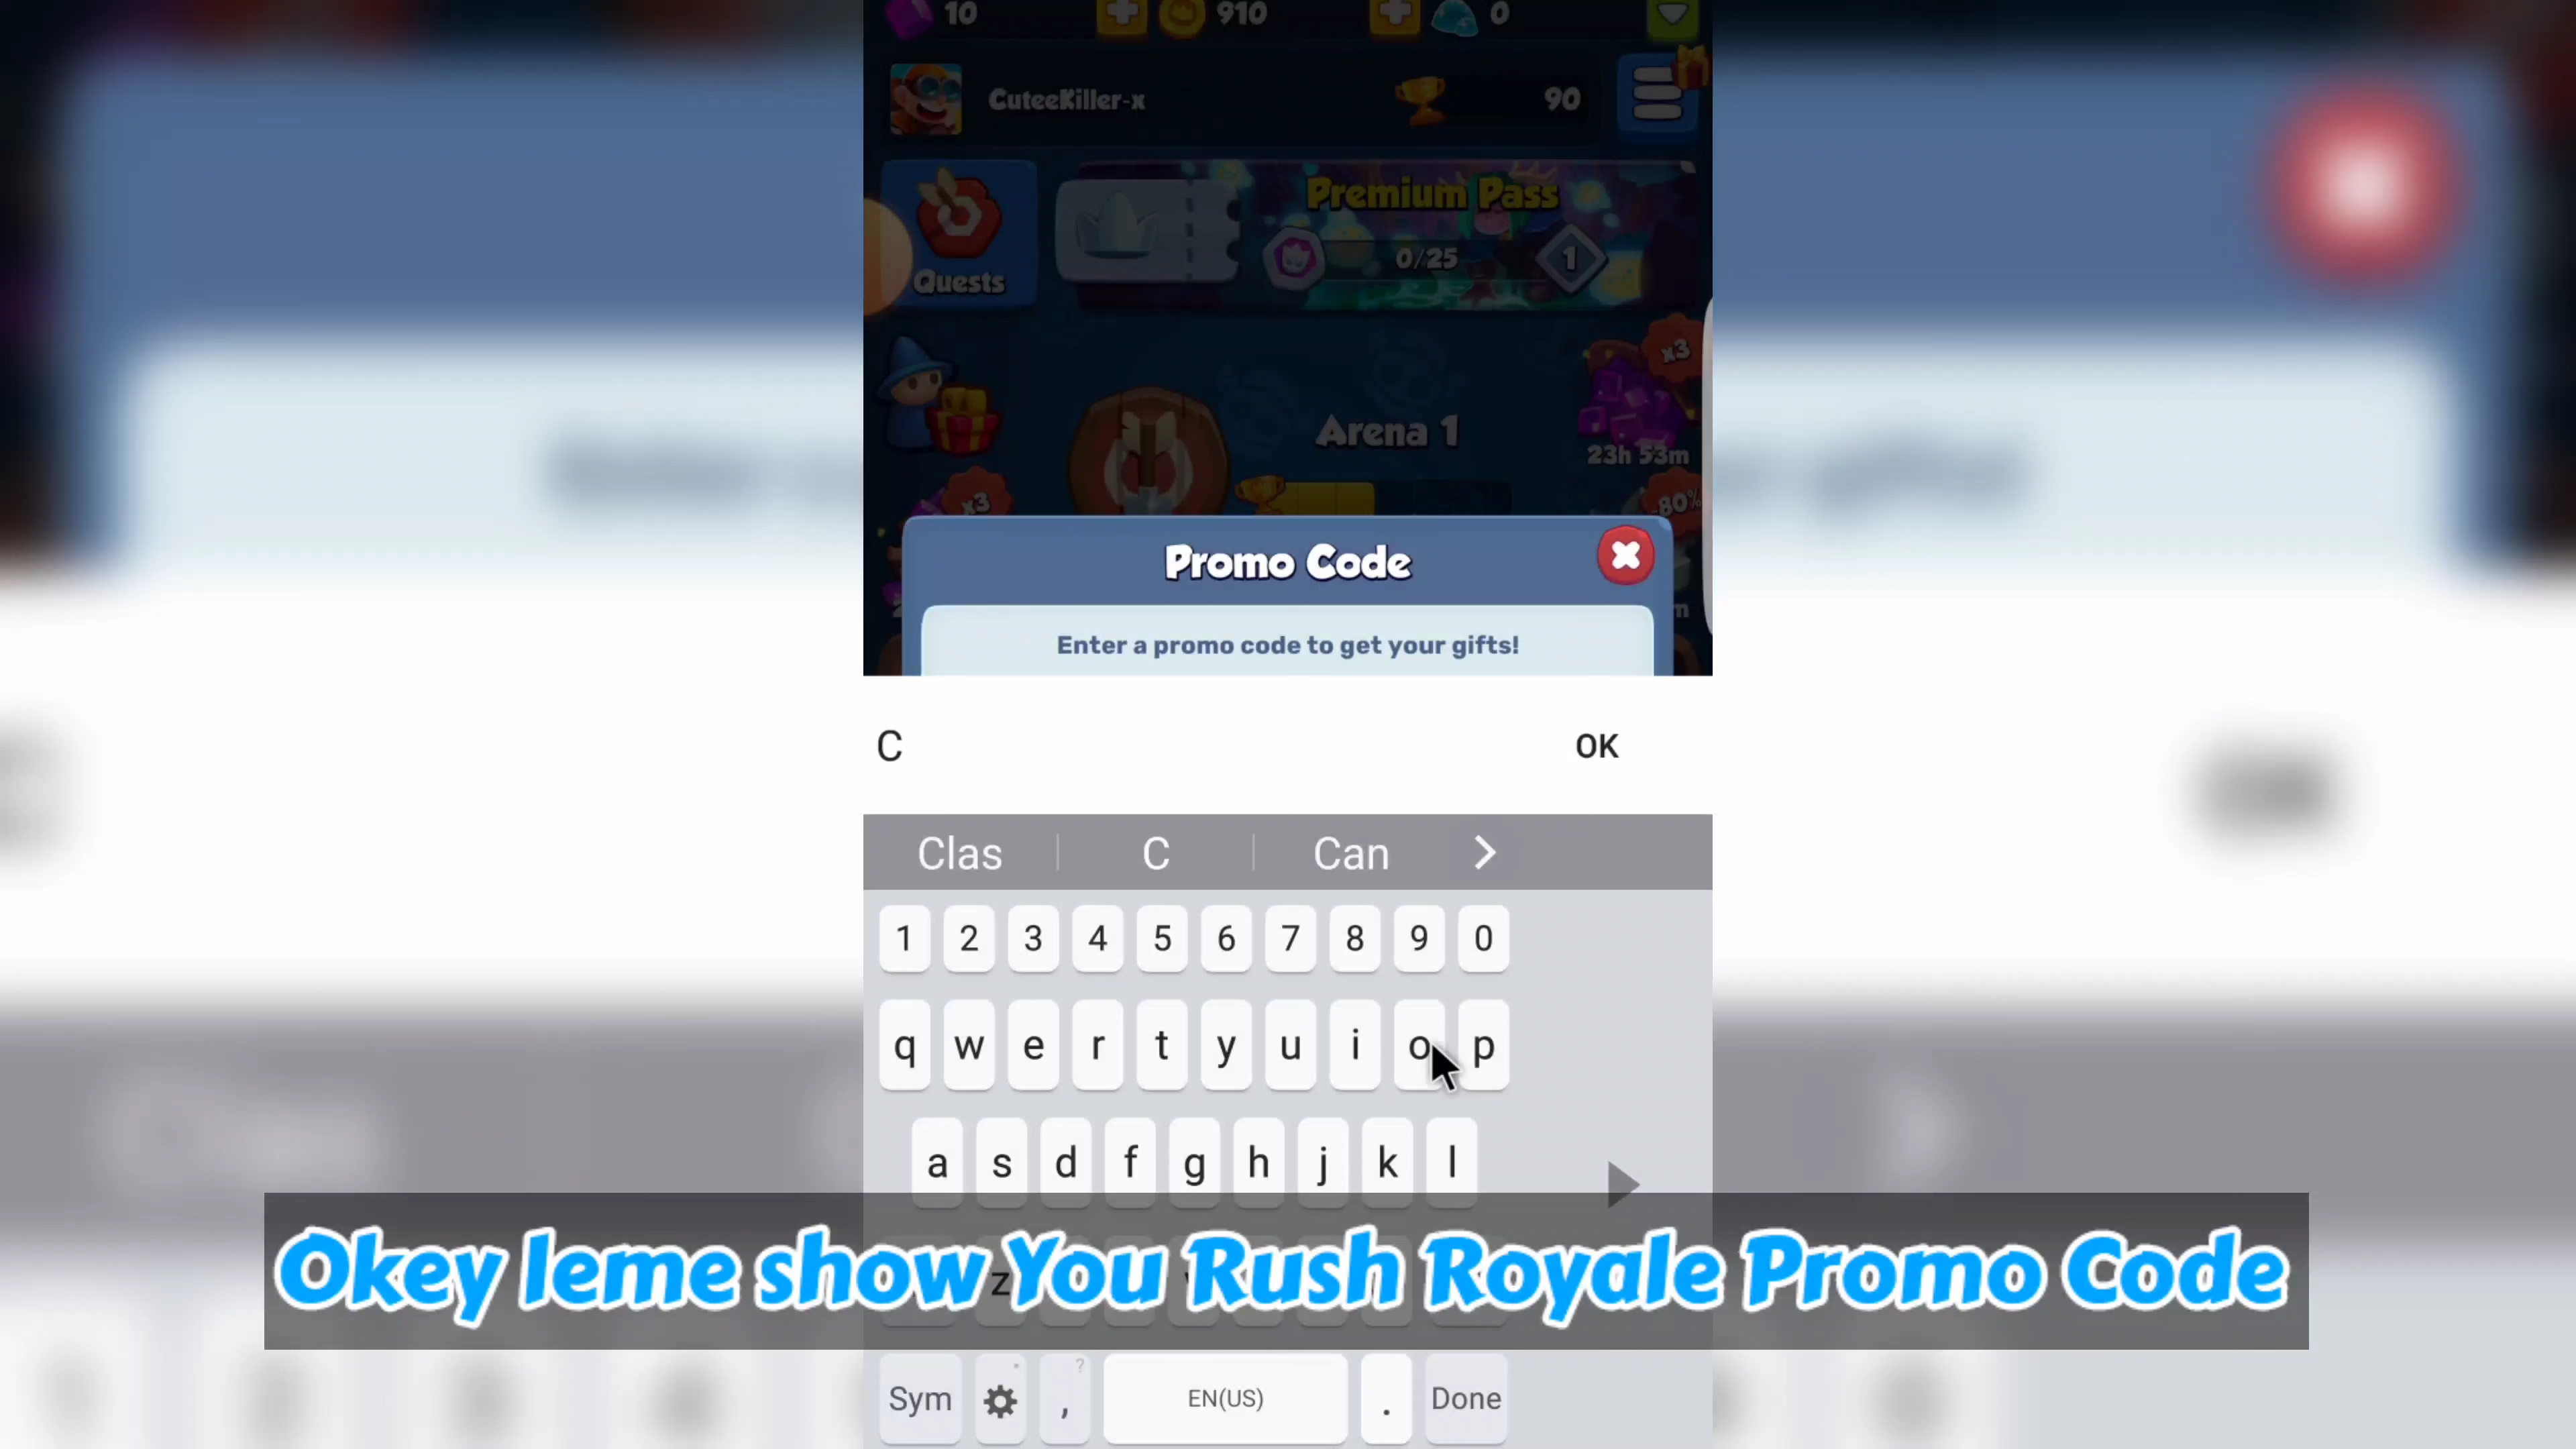 10 910 0
CuteeKiller-x 90
Premium Pass
0/25 1
Quests
x3
Arena 1
23h 53m
x3
-80%
Promo Code
Enter a promo code to get your gifts!
C OK
Clas C Can
1 2 3 4 5 6 7 8 9 0
q w e r t y u i o p
a s d f g h j k l
z
Okey leme show You Rush Royale Promo Code
Sym , ? EN(US) . Done